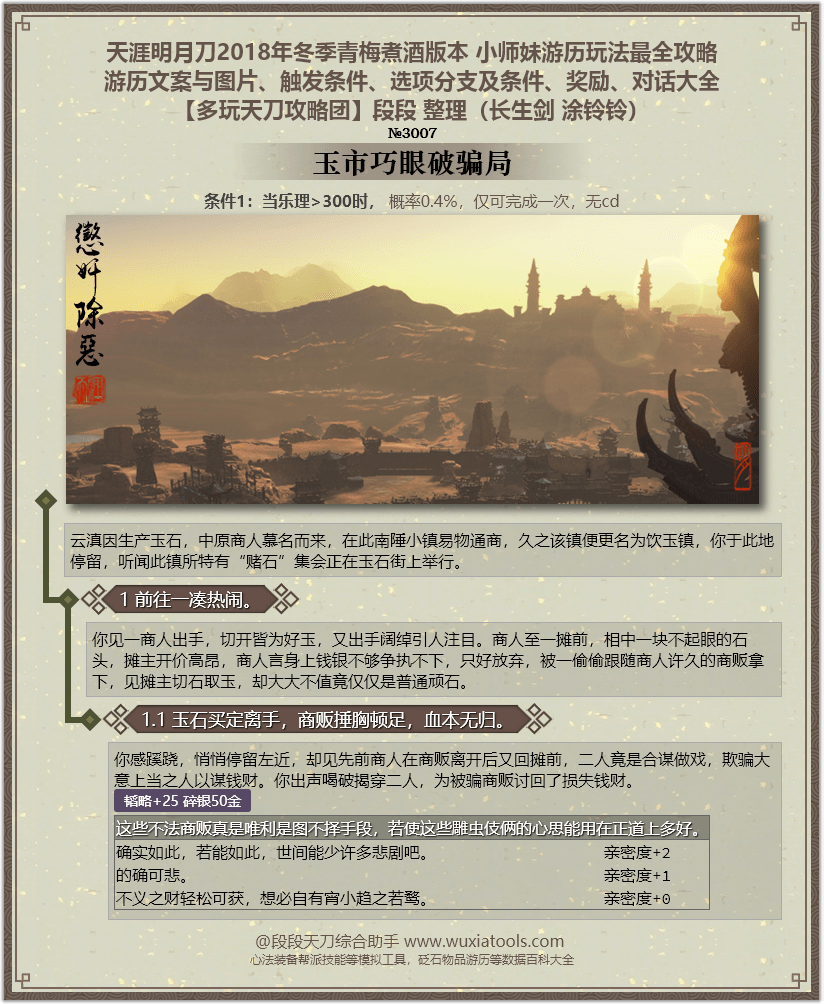 天涯明月刀2018年冬季青梅煮酒版本 小师妹游历玩法最全攻略
游历文案与图片、触发条件、选项分支及条件、奖励、对话大全
【多玩天刀攻略团】段段 整理（长生剑 涂铃铃）
№3007
玉市巧眼破骗局
条件1：当乐理>300时， 概率0.4%，仅可完成一次，无cd
懲奸除惡
云滇因生产玉石，中原商人慕名而来，在此南陲小镇易物通商，久之该镇便更名为饮玉镇，你于此地
停留，听闻此镇所特有“赌石”集会正在玉石街上举行。
1 前往一凑热闹。
你见一商人出手，切开皆为好玉，又出手阔绰引人注目。商人至一摊前，相中一块不起眼的石
头，摊主开价高昂，商人言身上钱银不够争执不下，只好放弃，被一偷偷跟随商人许久的商贩拿
下，见摊主切石取玉，却大大不值竟仅仅是普通顽石。
1.1 玉石买定离手，商贩捶胸顿足，血本无归。
你感蹊跷，悄悄停留左近，却见先前商人在商贩离开后又回摊前，二人竟是合谋做戏，欺骗大
意上当之人以谋钱财。你出声喝破揭穿二人，为被骗商贩讨回了损失钱财。
韬略+25 碎银50金
这些不法商贩真是唯利是图不择手段，若使这些雕虫伎俩的心思能用在正道上多好。
确实如此，若能如此，世间能少许多悲剧吧。 亲密度+2
的确可悲。 亲密度+1
不义之财轻松可获，想必自有宵小趋之若鹜。 亲密度+0
@段段天刀综合助手 www.wuxiatools.com
心法装备帮派技能等模拟工具，砭石物品游历等数据百科大全